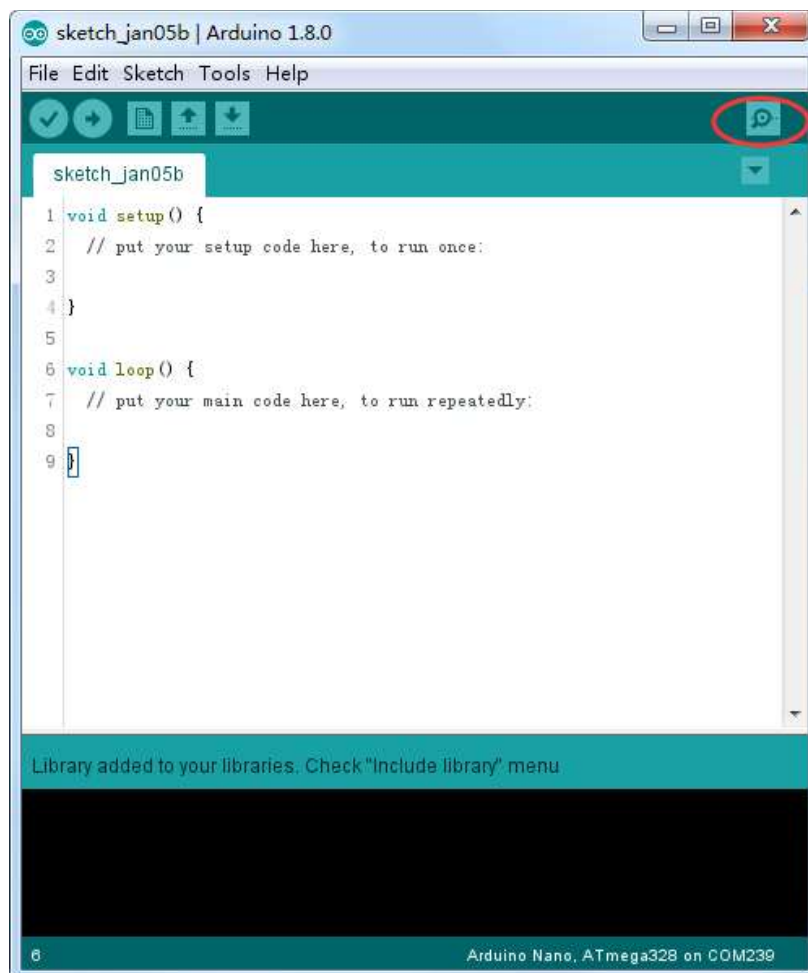 sketch_jan05b | Arduino 1.8.0
File Edit Sketch Tools Help
sketch_jan05b
1 void setup() {
2 // put your setup code here, to run once:
3
4 }
5
6 void loop() {
7 // put your main code here, to run repeatedly:
8
9 }
Library added to your libraries. Check "Include library" menu
6 Arduino Nano, ATmega328 on COM239